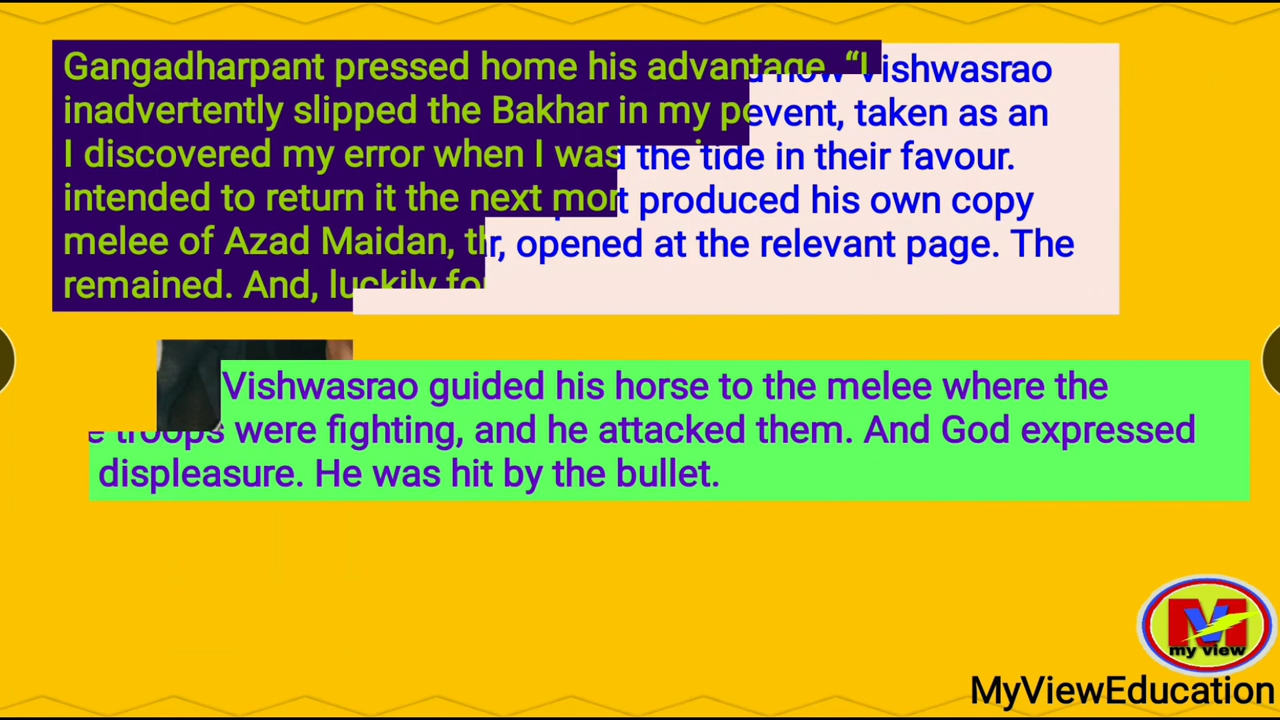 Gangadharpant pressed home his advantage. “I
inadvertently slipped the Bakhar in my
I discovered my error when I was
intended to return it the next
melee of Azad Maidan,
remained. And, luckily
Vishwasrao
event, taken as an
the tide in their favour.
produced his own copy
opened at the relevant page. The
Vishwasrao guided his horse to the melee where the
troops were fighting, and he attacked them. And God expressed
displeasure. He was hit by the bullet.
my view
MyViewEducation